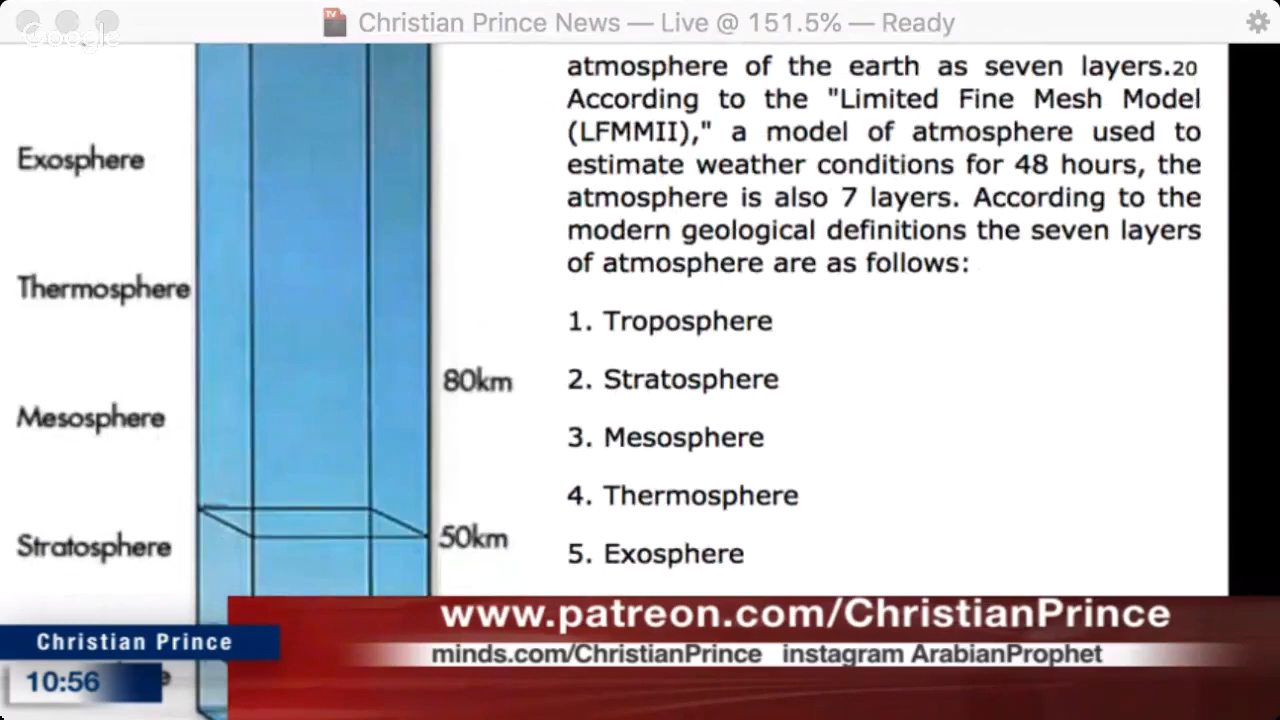 Christian Prince News — Live @ 151.5% — Ready
Google
atmosphere of the earth as seven layers.20
According to the "Limited Fine Mesh Model
(LFMMII)," a model of atmosphere used to
estimate weather conditions for 48 hours, the
atmosphere is also 7 layers. According to the
modern geological definitions the seven layers
of atmosphere are as follows:
1. Troposphere
2. Stratosphere
3. Mesosphere
4. Thermosphere
5. Exosphere
Exosphere
Thermosphere
80km
Mesosphere
50km
Stratosphere
www.patreon.com/ChristianPrince
Christian Prince
minds.com/ChristianPrince instagram ArabianProphet
10:56